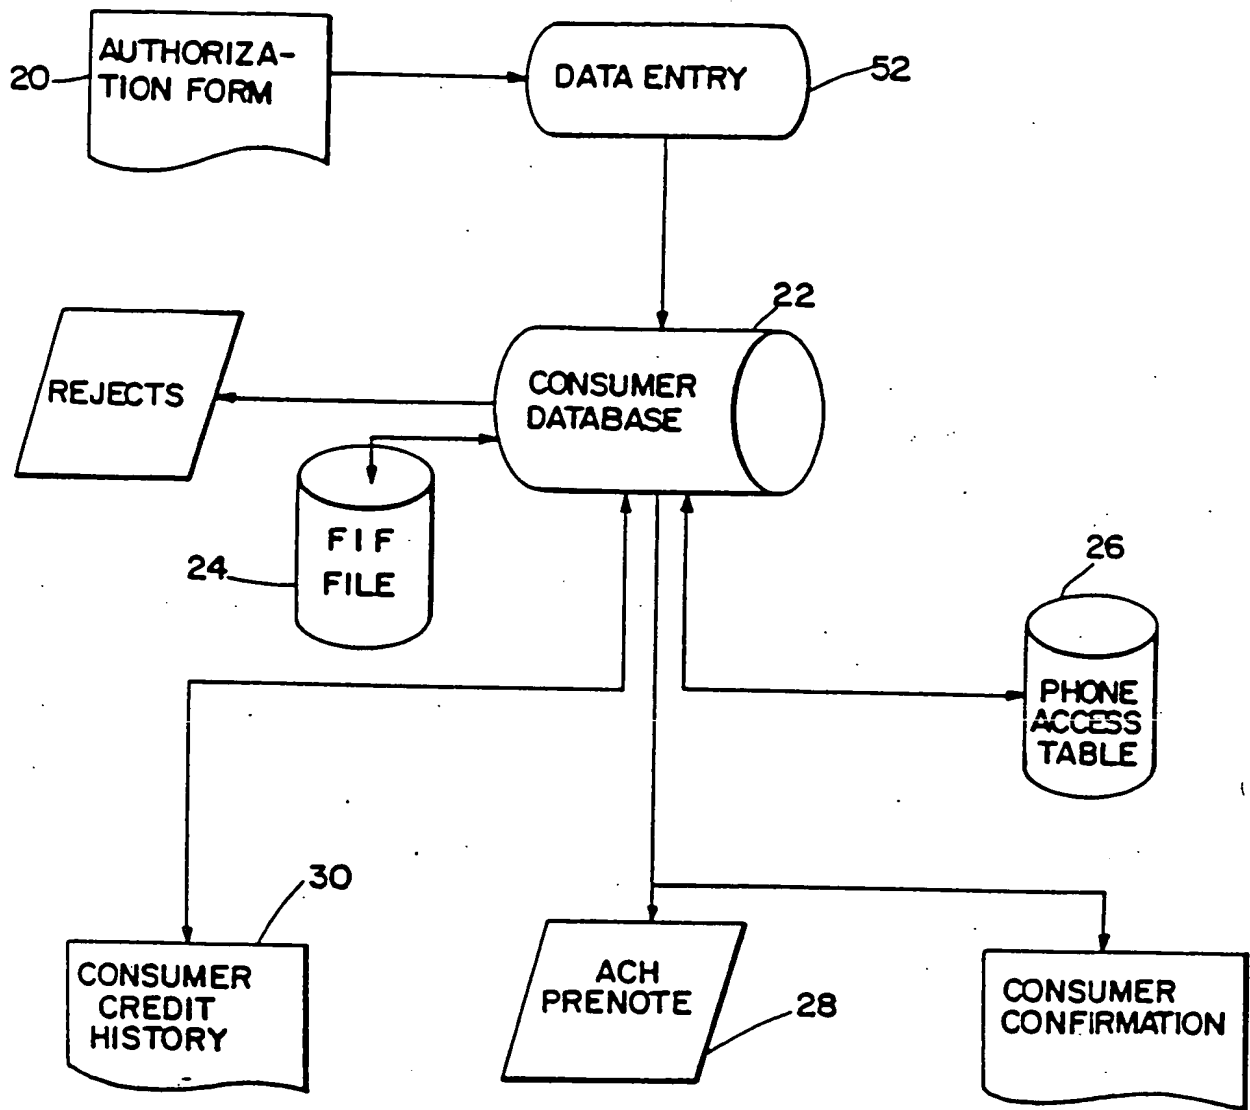 AUTHORIZA-
TION FORM
20
DATA ENTRY
52
22
CONSUMER
DATABASE
REJECTS
FIF
FILE
24
26
PHONE
ACCESS
TABLE
30
CONSUMER
CREDIT
HISTORY
ACH
PRENOTE
28
CONSUMER
CONFIRMATION